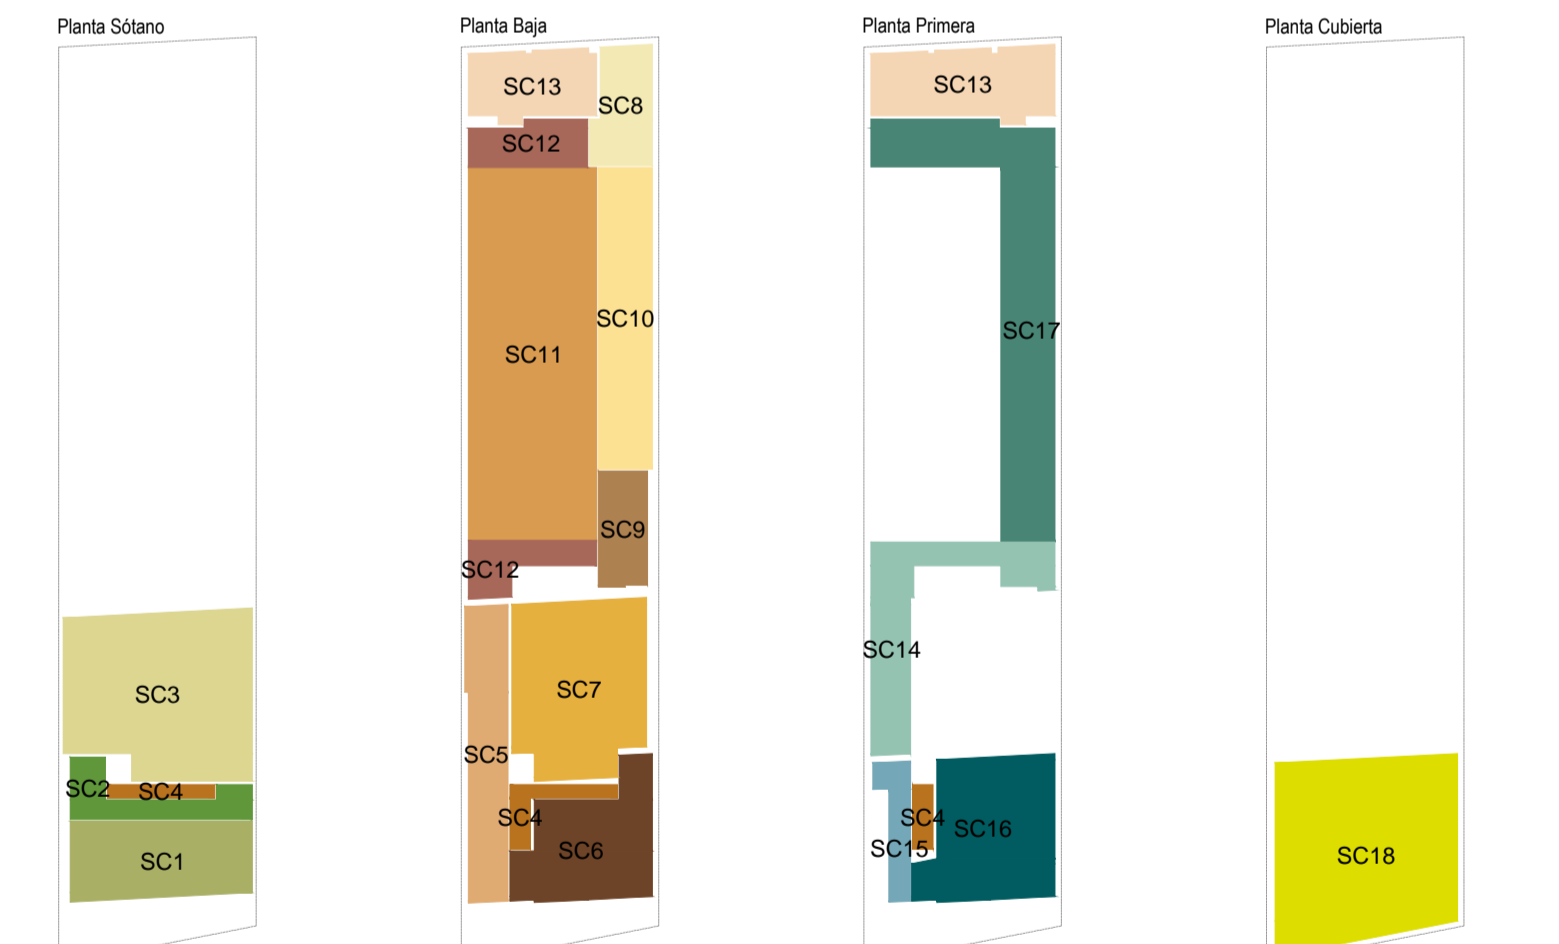 Planta Sótano
Planta Baja
Planta Primera
Planta Cubierta
SC3
SC2
SC4
SC1
SC13
SC8
SC12
SC10
SC11
SC9
SC12
SC7
SC5
SC4
SC6
SC13
SC17
SC14
SC4
SC16
SC15
SC18